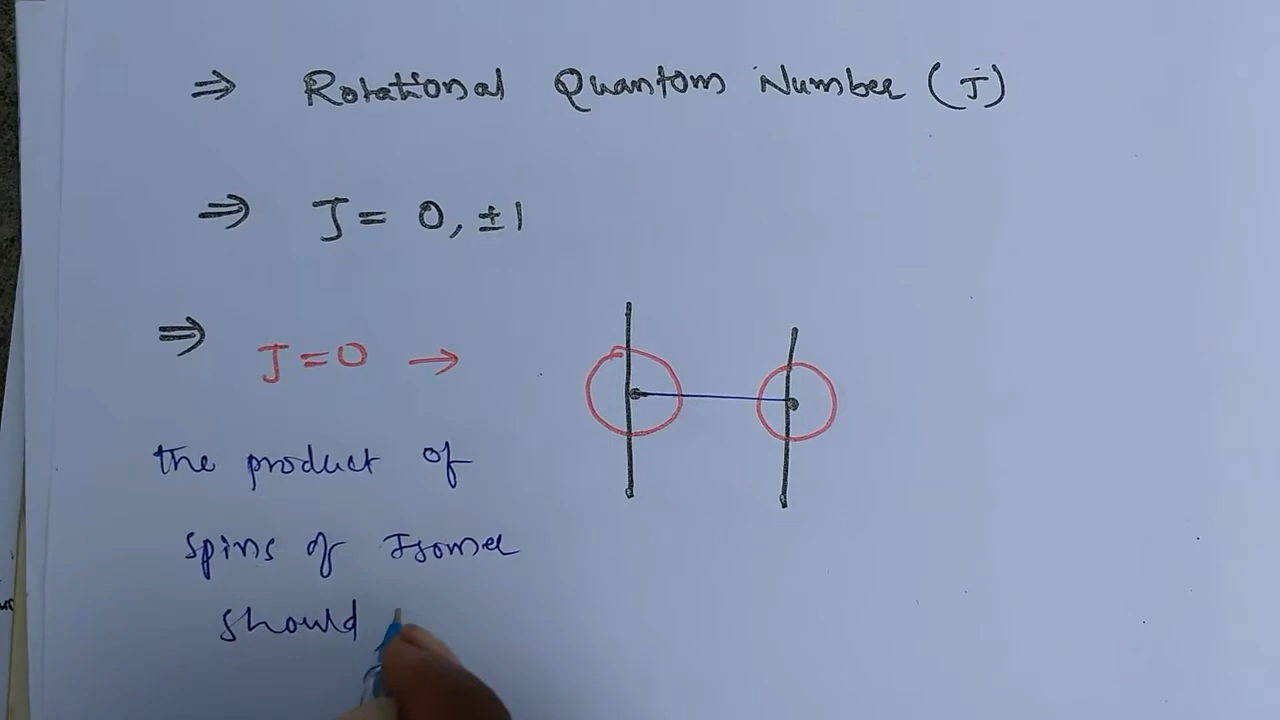 ⇒ Rotational Quantom Number (J)
⇒ J = 0, ±1
⇒ J = 0 →
the product of
spins of Isomer
should